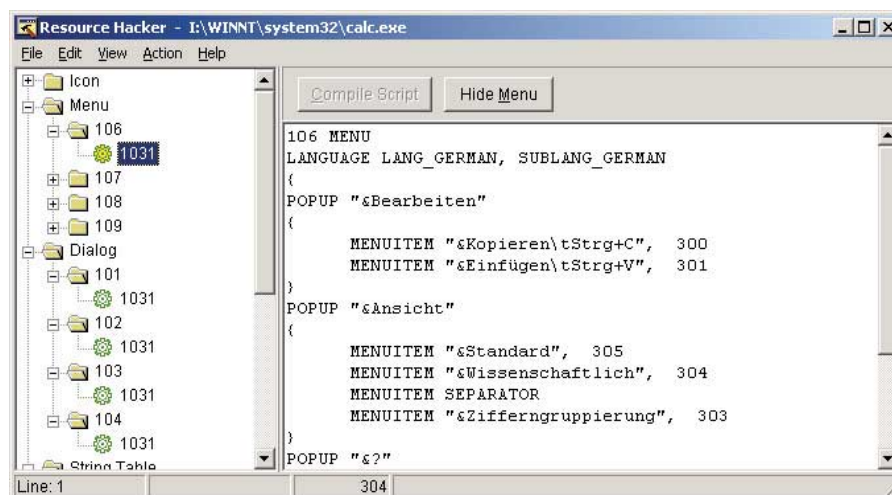 Resource Hacker - I:\WINNT\system32\calc.exe
File Edit View Action Help
Icon
Menu
106
1031
107
108
109
Dialog
101
1031
102
1031
103
1031
104
1031
String Table
Compile Script Hide Menu
106 MENU
LANGUAGE LANG_GERMAN, SUBLANG_GERMAN
{
POPUP "&Bearbeiten"
{
MENUITEM "&Kopieren\tStrg+C", 300
MENUITEM "&Einfügen\tStrg+V", 301
}
POPUP "&Ansicht"
{
MENUITEM "&Standard", 305
MENUITEM "&Wissenschaftlich", 304
MENUITEM SEPARATOR
MENUITEM "&Zifferngruppierung", 303
}
POPUP "&?"
Line: 1 304